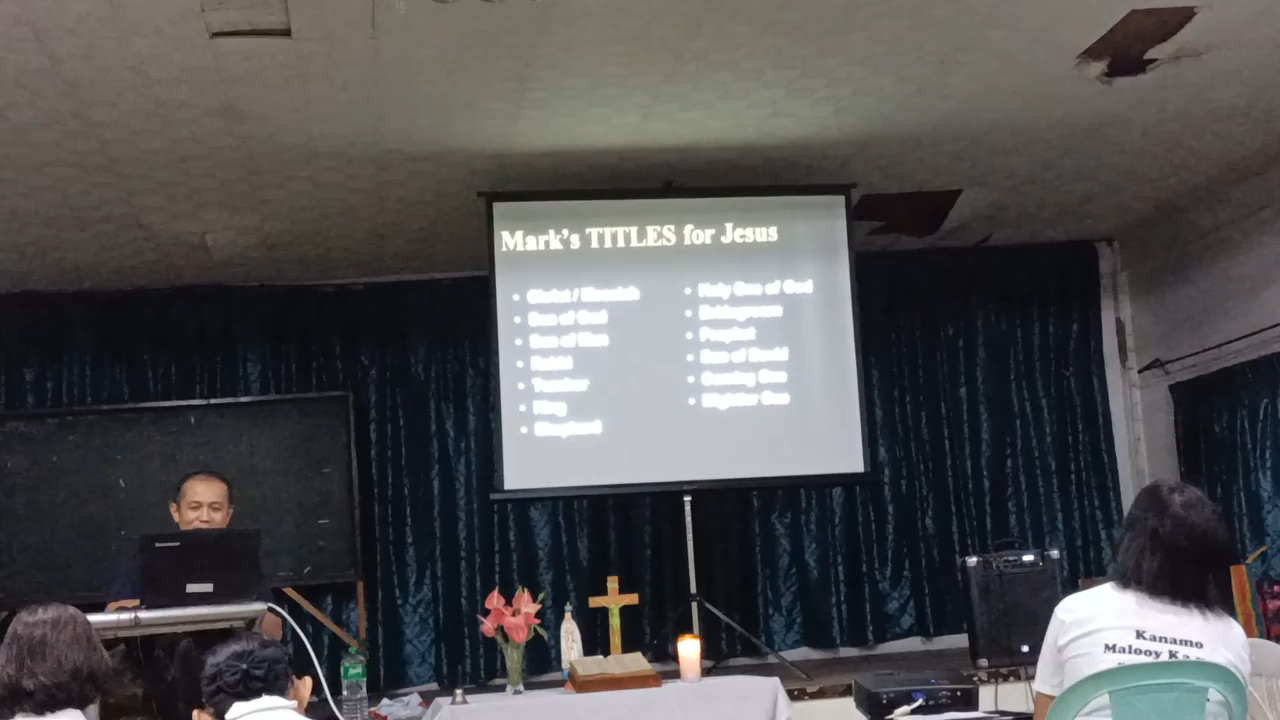 Mark's TITLES for Jesus
• Christ / Messiah
• Son of God
• Son of Man
• Rabbi
• Teacher
• King
• Shepherd
• Holy One of God
• Bridegroom
• Prophet
• Son of David
• Coming One
• Mightier One
Kanamo
Malooy Ka